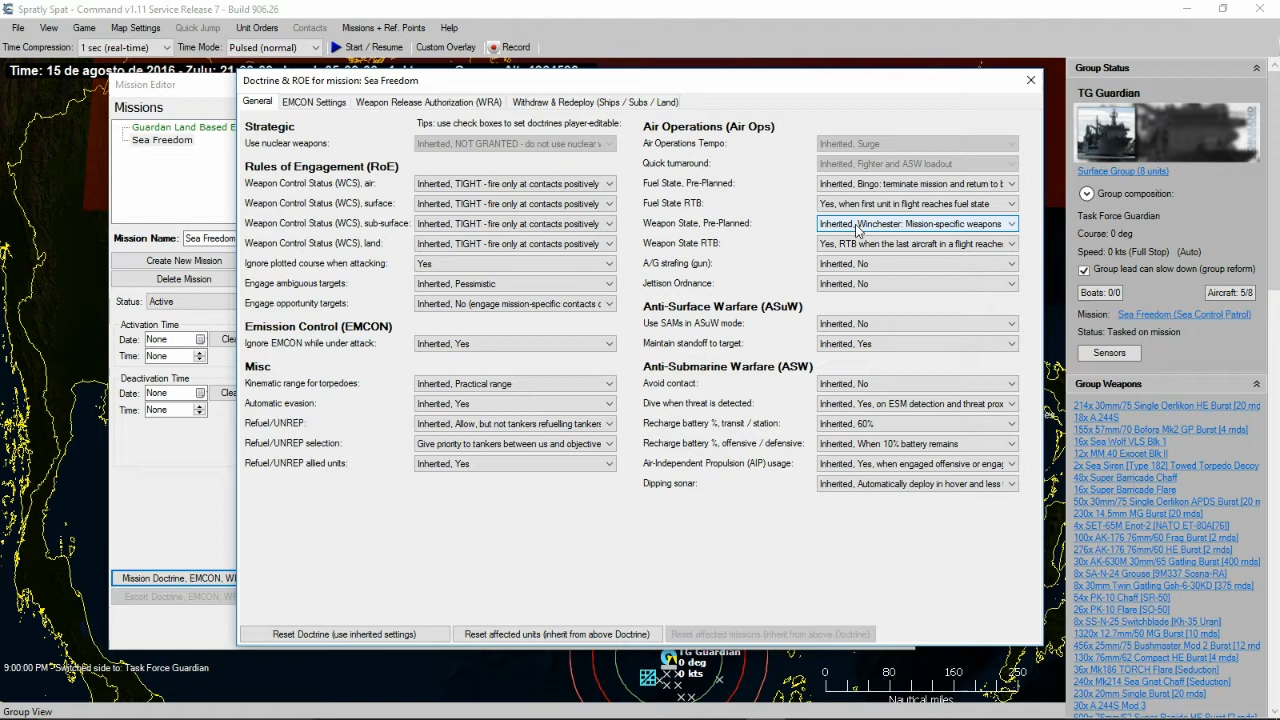 Spratly Spat - Command v1.11 Service Release 7 - Build 906.26
File View Game Map Settings Quick Jump Unit Orders Contacts Missions + Ref. Points Help
Time Compression: 1 sec (real-time) Time Mode: Pulsed (normal) Start / Resume Custom Overlay Record
Time: 15 de agosto de 2016 - Zulu:
Mission Editor
Missions
Guardan Land Based E
Sea Freedom
Mission Name: Sea Freedom
Create New Mission
Delete Mission
Status: Active
Activation Time
Date: None
Time: None
Deactivation Time
Date: None
Time: None
Mission Doctrine, EMCON, WR
Escort Doctrine, EMCON, WR
Doctrine & ROE for mission: Sea Freedom
General EMCON Settings Weapon Release Authorization (WRA) Withdraw & Redeploy (Ships / Subs / Land)
Strategic Tips: use check boxes to set doctrines player-editable:
Use nuclear weapons: Inherited, NOT GRANTED - do not use nuclear
Rules of Engagement (RoE)
Weapon Control Status (WCS), air: Inherited, TIGHT - fire only at contacts positively
Weapon Control Status (WCS), surface: Inherited, TIGHT - fire only at contacts positively
Weapon Control Status (WCS), sub-surface: Inherited, TIGHT - fire only at contacts positively
Weapon Control Status (WCS), land: Inherited, TIGHT - fire only at contacts positively
Ignore plotted course when attacking: Yes
Engage ambiguous targets: Inherited, Pessimistic
Engage opportunity targets: Inherited, No (engage mission-specific contacts o
Emission Control (EMCON)
Ignore EMCON while under attack: Inherited, Yes
Misc
Kinematic range for torpedoes: Inherited, Practical range
Automatic evasion: Inherited, Yes
Refuel/UNREP: Inherited, Allow, but not tankers refuelling tankers
Refuel/UNREP selection: Give priority to tankers between us and objective
Refuel/UNREP allied units: Inherited, Yes
Air Operations (Air Ops)
Air Operations Tempo: Inherited, Surge
Quick turnaround: Inherited, Fighter and ASW loadout
Fuel State, Pre-Planned: Inherited, Bingo: terminate mission and return to b
Fuel State RTB: Yes, when first unit in flight reaches fuel state
Weapon State, Pre-Planned: Inherited, Winchester: Mission-specific weapons
Weapon State RTB: Yes, RTB when the last aircraft in a flight reache
A/G strafing (gun): Inherited, No
Jettison Ordnance: Inherited, No
Anti-Surface Warfare (ASuW)
Use SAMs in ASuW mode: Inherited, No
Maintain standoff to target: Inherited, Yes
Anti-Submarine Warfare (ASW)
Avoid contact: Inherited, No
Dive when threat is detected: Inherited, Yes, on ESM detection and threat prox
Recharge battery %, transit / station: Inherited, 60%
Recharge battery %, offensive / defensive: Inherited, When 10% battery remains
Air-Independent Propulsion (AIP) usage: Inherited, Yes, when engaged offensive or engag
Dipping sonar: Inherited, Automatically deploy in hover and less
Reset Doctrine (use inherited settings) Reset affected units (inherit from above Doctrine) Reset affected missions (inherit from above Doctrine)
9:00:00 PM - Switched side to: Task Force Guardian
TG Guardian
0 deg
0 kts
0 80 160 250
Nautical miles
Group View
Group Status
TG Guardian
Surface Group (8 units)
Group composition:
Task Force Guardian
Course: 0 deg
Speed: 0 kts (Full Stop) (Auto)
Group lead can slow down (group reform)
Boats: 0/0 Aircraft: 5/8
Mission: Sea Freedom (Sea Control Patrol)
Status: Tasked on mission
Sensors
Group Weapons
214x 30mm/75 Single Oerlikon HE Burst [20 rnd
18x A.244S
155x 57mm/70 Bofors Mk2 GP Burst [4 rnds]
16x Sea Wolf VLS Blk 1
12x MM.40 Exocet Blk II
2x Sea Siren [Type 182] Towed Torpedo Decoy
48x Super Barricade Chaff
16x Super Barricade Flare
50x 30mm/75 Single Oerlikon APDS Burst [20 rn
230x 14.5mm MG Burst [20 rnds]
4x SET-65M Enot-2 [NATO ET-80A[76]]
100x AK-176 76mm/60 Frag Burst [2 rnds]
276x AK-176 76mm/60 HE Burst [2 rnds]
30x AK-630M 30mm/65 Gatling Burst [400 rnds]
8x SA-N-24 Grouse [9M337 Sosna-RA]
8x 30mm Twin Gatling Gsh-6-30KD [375 rnds]
54x PK-10 Chaff [SR-50]
26x PK-10 Flare [SO-50]
8x SS-N-25 Switchblade [Kh-35 Uran]
1320x 12.7mm/50 MG Burst [10 rnds]
456x 25mm/75 Bushmaster Mod 2 Burst [12 rnd
130x 76mm/62 Compact HE Burst [4 rnds]
36x Mk186 TORCH Flare [Seduction]
240x Mk214 Sea Gnat Chaff [Seduction]
230x 20mm Single Burst [20 rnds]
30x A.244S Mod 3